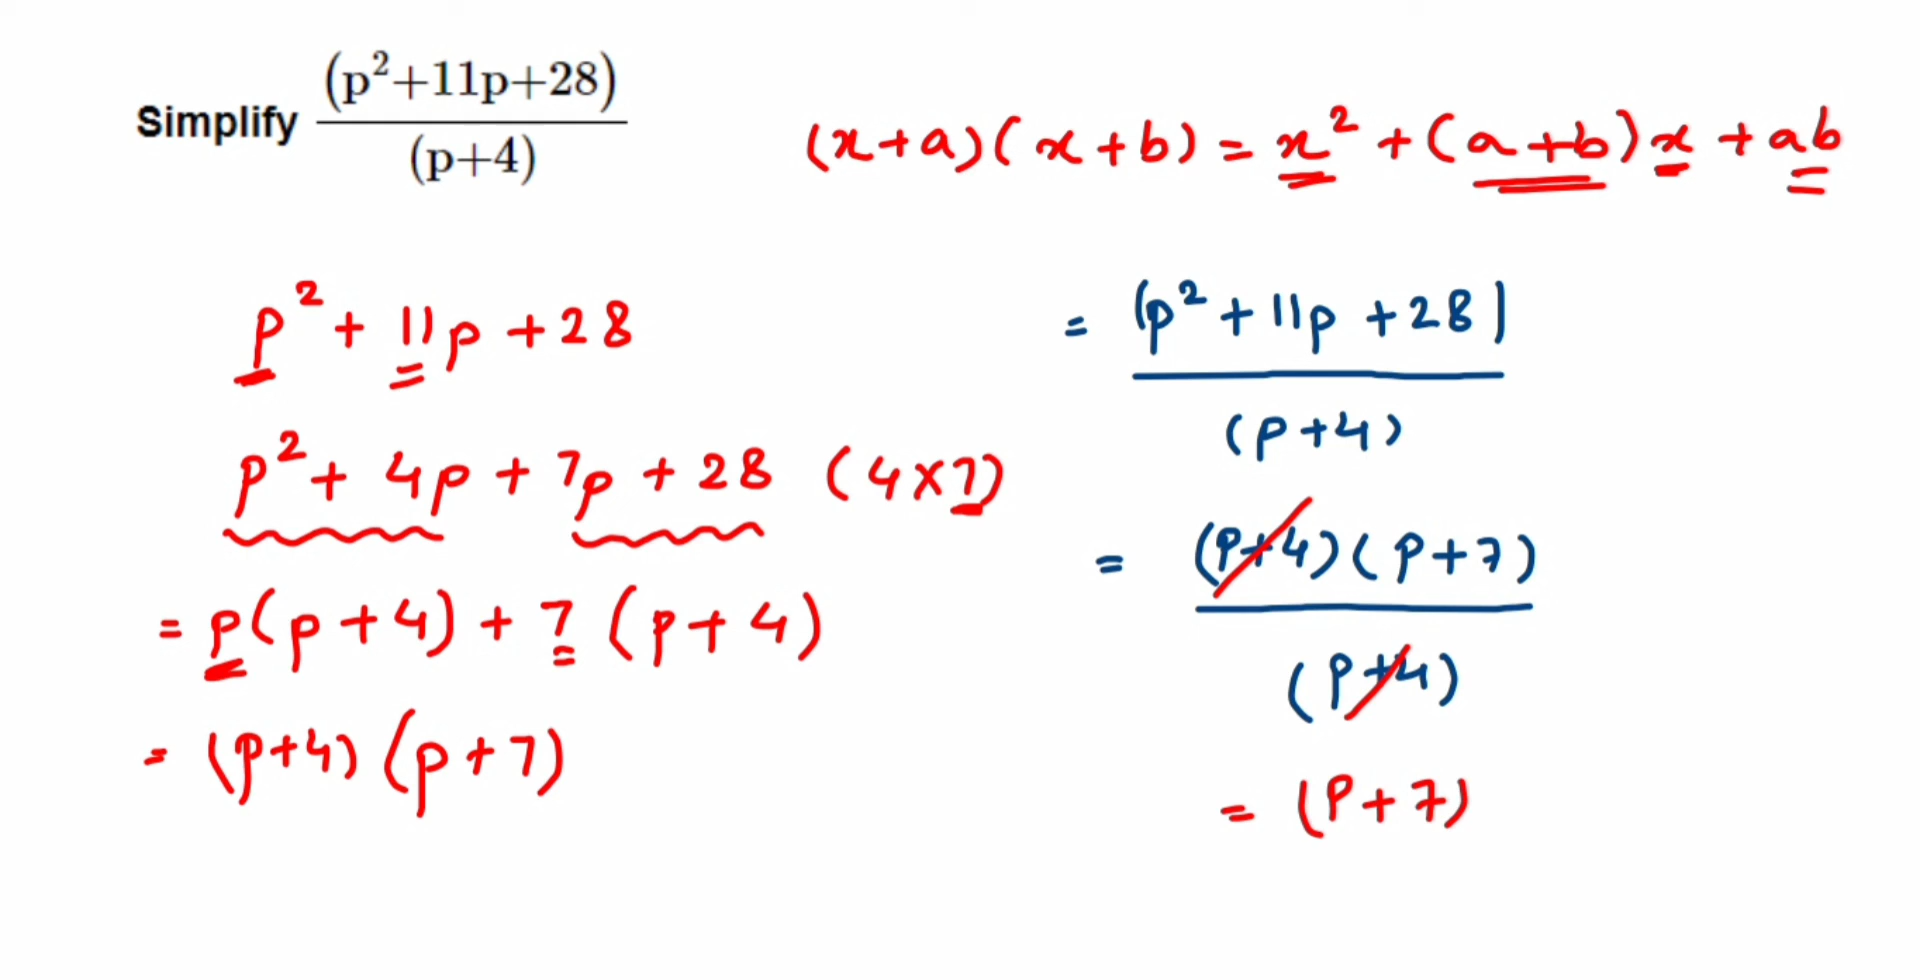 Simplify (p²+11p+28)/(p+4)
(x+a)(x+b) = x² + (a+b)x + ab
p² + 11p + 28
p² + 4p + 7p + 28 (4×7)
= p(p+4) + 7(p+4)
= (p+4)(p+7)
= (p² + 11p + 28)
(p+4)
= (p+4)(p+7)
(p+4)
= (p+7)